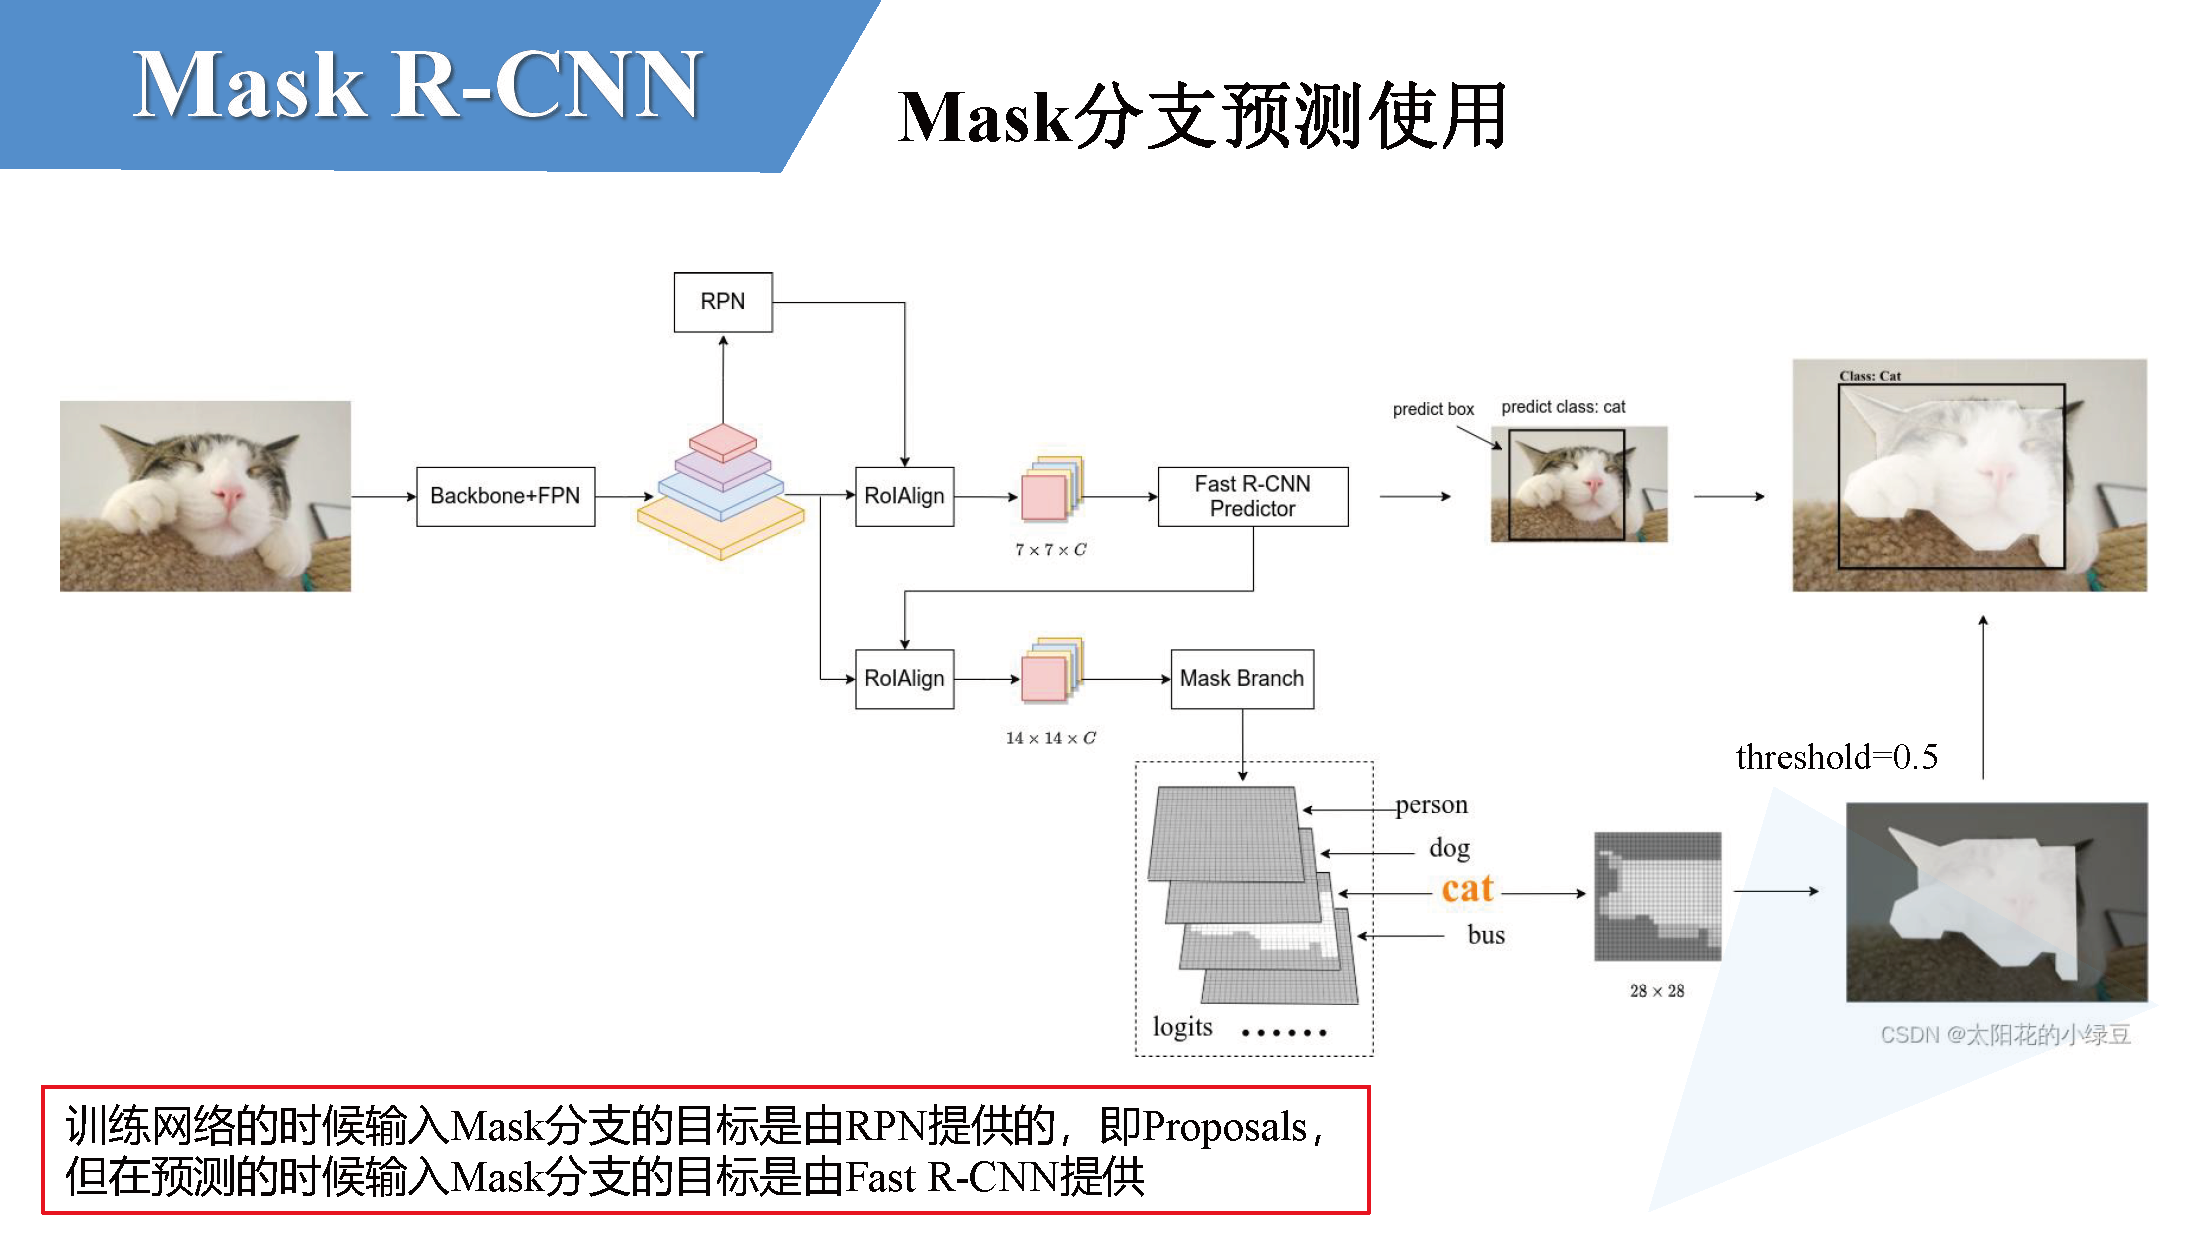 Mask R-CNN
Mask分支预测使用
RPN
Backbone+FPN
RoIAlign
7 × 7 × C
Fast R-CNN
Predictor
predict box
predict class: cat
Class: Cat
RoIAlign
14 × 14 × C
Mask Branch
threshold=0.5
person
dog
cat
bus
logits ......
28 × 28
CSDN @太阳花的小绿豆
训练网络的时候输入Mask分支的目标是由RPN提供的，即Proposals，
但在预测的时候输入Mask分支的目标是由Fast R-CNN提供